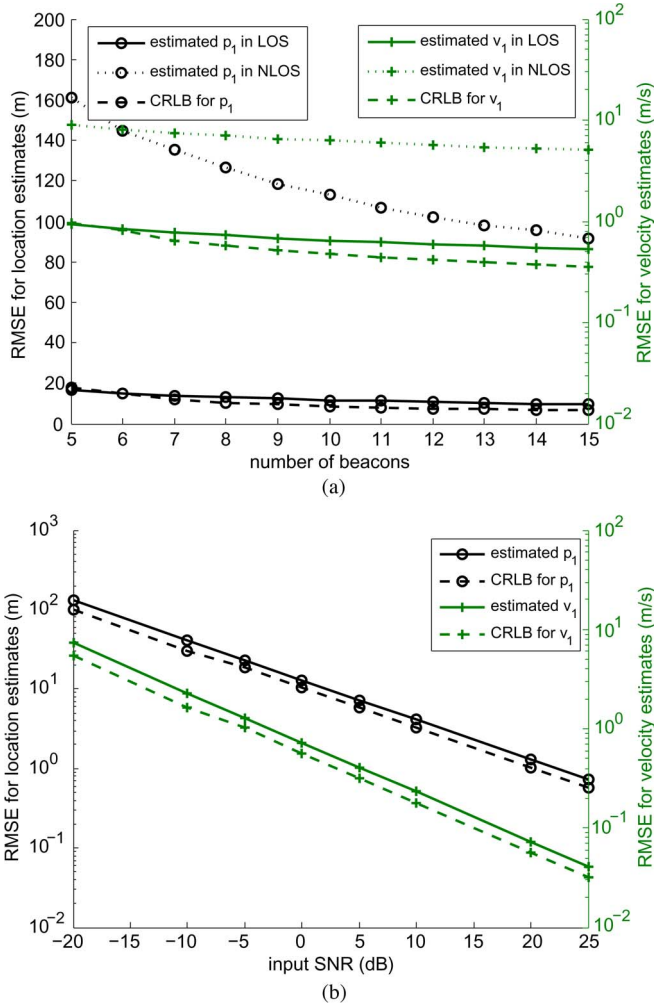 200
180
160
140
120
100
80
60
40
20
0
RMSE for location estimates (m)
estimated p1 in LOS
estimated p1 in NLOS
CRLB for p1
estimated v1 in LOS
estimated v1 in NLOS
CRLB for v1
10^2
10^1
10^0
10^-1
10^-2
RMSE for velocity estimates (m/s)
5 6 7 8 9 10 11 12 13 14 15
number of beacons
(a)
10^3
10^2
10^1
10^0
10^-1
10^-2
RMSE for location estimates (m)
estimated p1
CRLB for p1
estimated v1
CRLB for v1
10^2
10^1
10^0
10^-1
10^-2
RMSE for velocity estimates (m/s)
−20 −15 −10 −5 0 5 10 15 20 25
input SNR (dB)
(b)